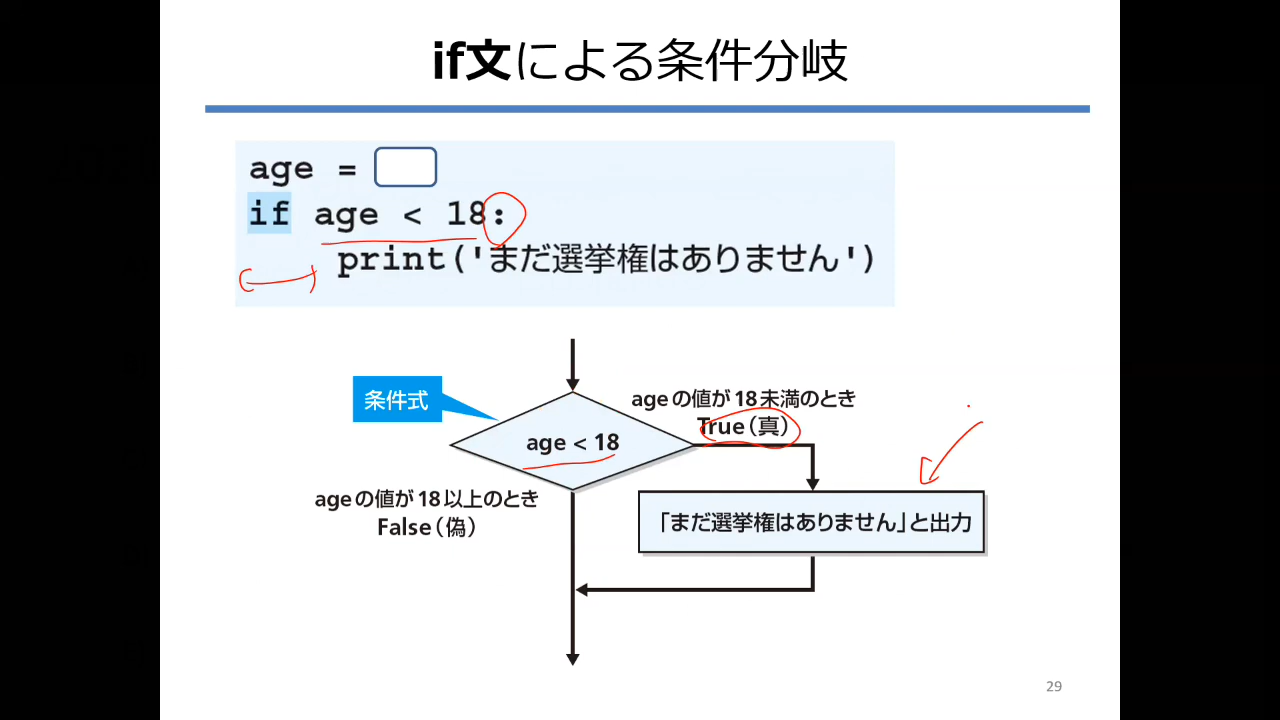 if文による条件分岐
age =
if age < 18:
print('まだ選挙権はありません')
条件式
ageの値が18未満のとき
True（真）
age < 18
ageの値が18以上のとき
False（偽）
「まだ選挙権はありません」と出力
29